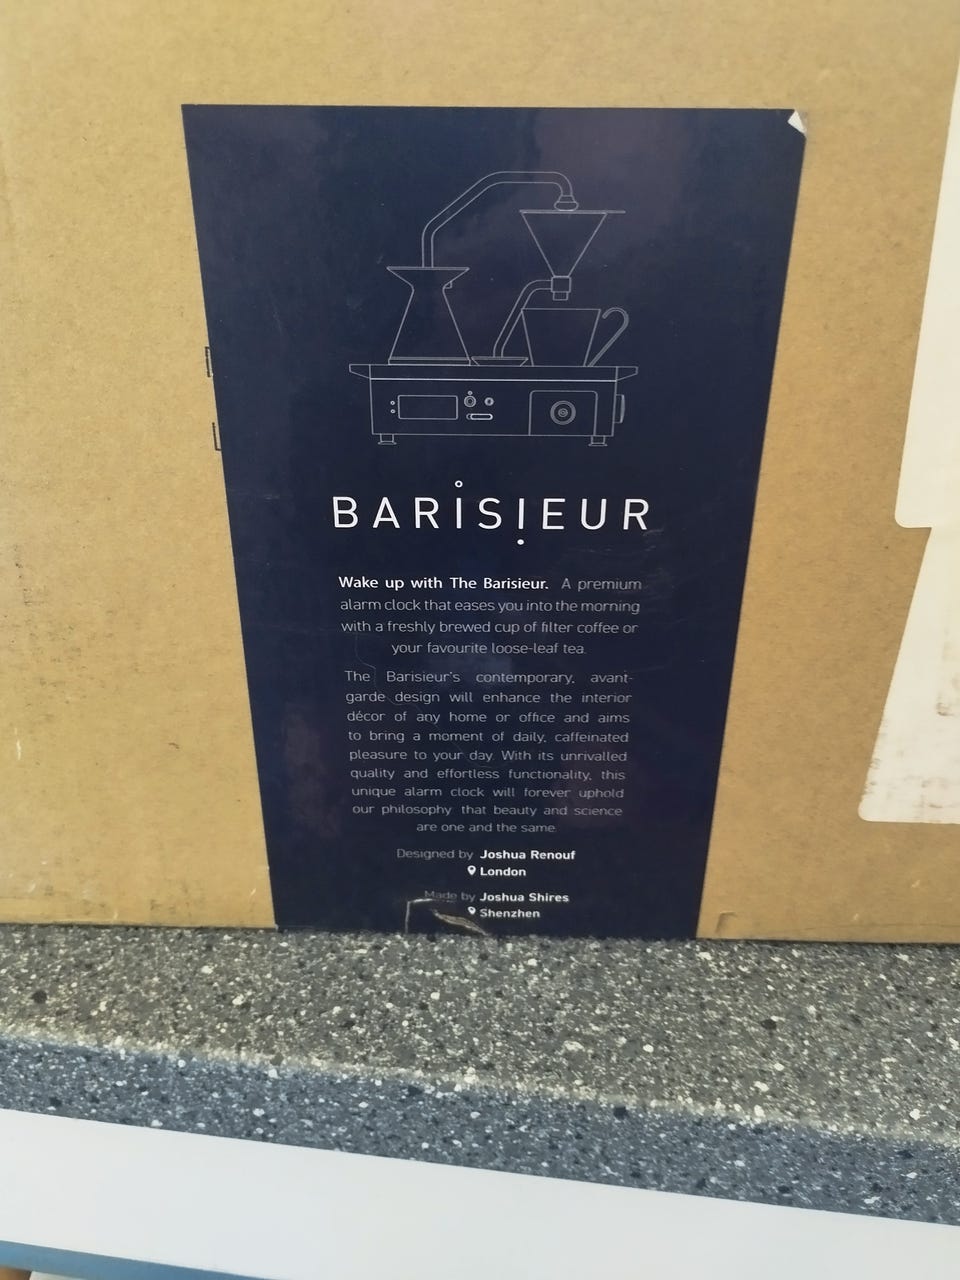 BARISIEUR
Wake up with The Barisieur. A premium
alarm clock that eases you into the morning
with a freshly brewed cup of filter coffee or
your favourite loose-leaf tea.
The Barisieur's contemporary, avant-
garde design will enhance the interior
décor of any home or office and aims
to bring a moment of daily, caffeinated
pleasure to your day. With its unrivalled
quality and effortless functionality, this
unique alarm clock will forever uphold
our philosophy that beauty and science
are one and the same.
Designed by Joshua Renouf
London
Made by Joshua Shires
Shenzhen